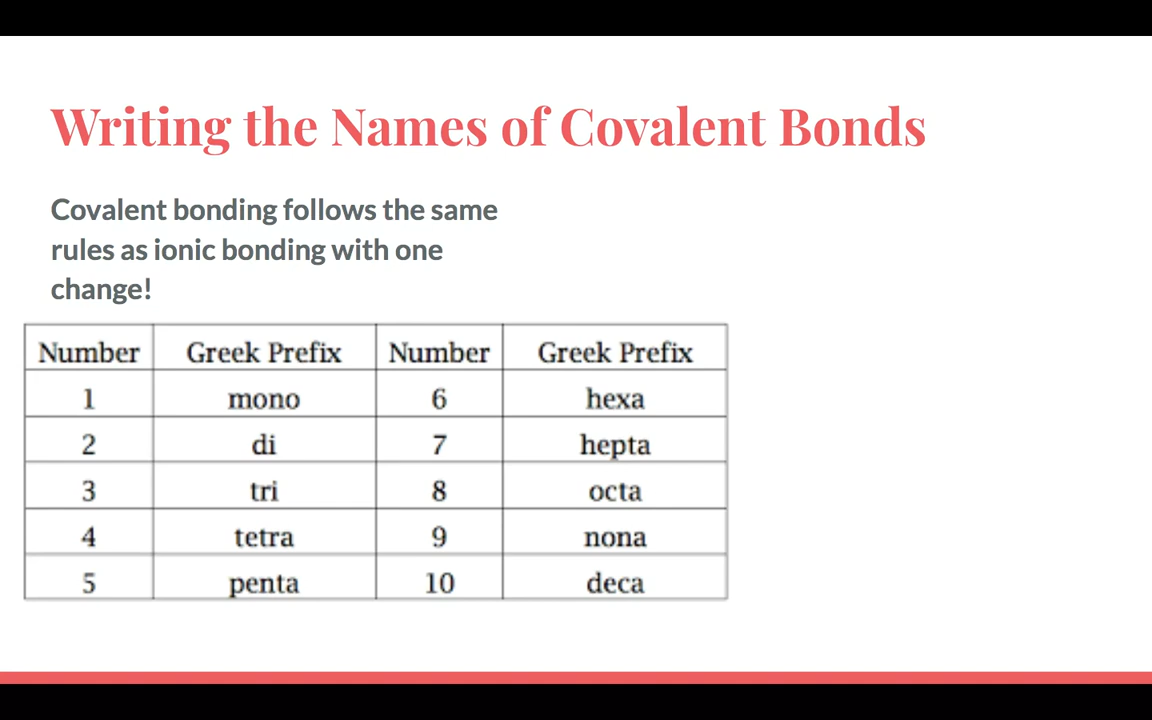 Writing the Names of Covalent Bonds
Covalent bonding follows the same
rules as ionic bonding with one
change!
Number Greek Prefix Number Greek Prefix
1 mono 6 hexa
2 di 7 hepta
3 tri 8 octa
4 tetra 9 nona
5 penta 10 deca